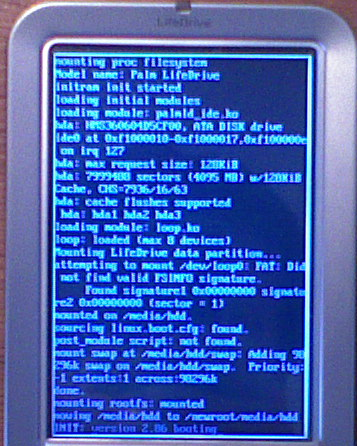 LifeDrive
mounting proc filesystem
Model name: Palm LifeDrive
initram init started
loading initial modules
loading module: palmld_ide.ko
hda: HMS360604D5CF00, ATA DISK drive
ide0 at 0xf1000010-0xf1000017,0xf100000e
on irq 127
hda: max request size: 128KiB
hda: 7999488 sectors (4095 MB) w/128KiB
Cache, CHS=7936/16/63
hda: cache flushes supported
hda: hda1 hda2 hda3
loading module: loop.ko
loop: loaded (max 8 devices)
Mounting LifeDrive data partition...
attempting to mount /dev/loop0: FAT: Did
not find valid FSINFO signature.
Found signature1 0x00000000 signatu
re2 0x00000000 (sector = 1)
mounted on /media/hdd.
sourcing linux.boot.cfg: found.
post_module script: not found.
mount swap at /media/hdd/swap: Adding 90
296k swap on /media/hdd/swap. Priority:
-1 extents:1 across:90296k
done.
mounting rootfs: mounted
moving /media/hdd to /newroot/media/hdd
INIT: version 2.86 booting